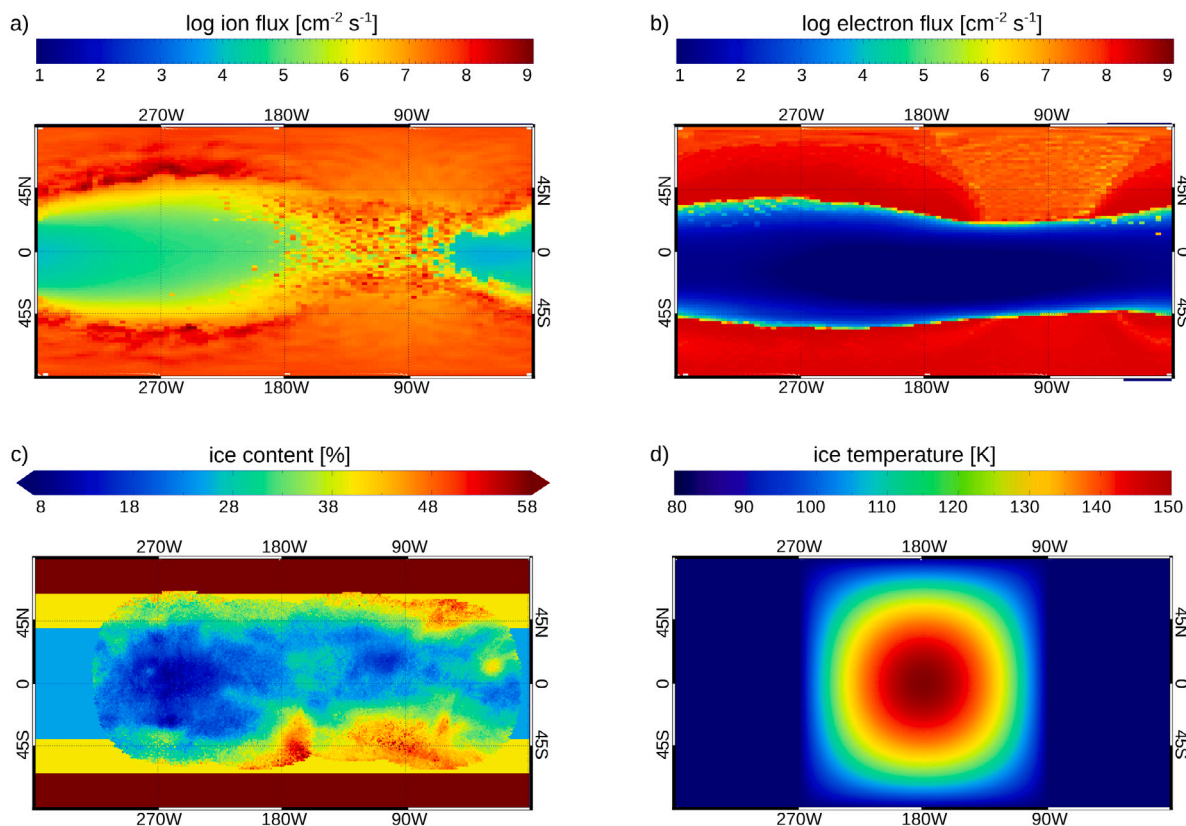 a) log ion flux [cm⁻² s⁻¹]
1 2 3 4 5 6 7 8 9
270W 180W 90W
45N 45N
0 0
45S 45S
270W 180W 90W
b) log electron flux [cm⁻² s⁻¹]
1 2 3 4 5 6 7 8 9
270W 180W 90W
45N 45N
0 0
45S 45S
270W 180W 90W
c) ice content [%]
8 18 28 38 48 58
270W 180W 90W
45N 45N
0 0
45S 45S
270W 180W 90W
d) ice temperature [K]
80 90 100 110 120 130 140 150
270W 180W 90W
45N 45N
0 0
45S 45S
270W 180W 90W